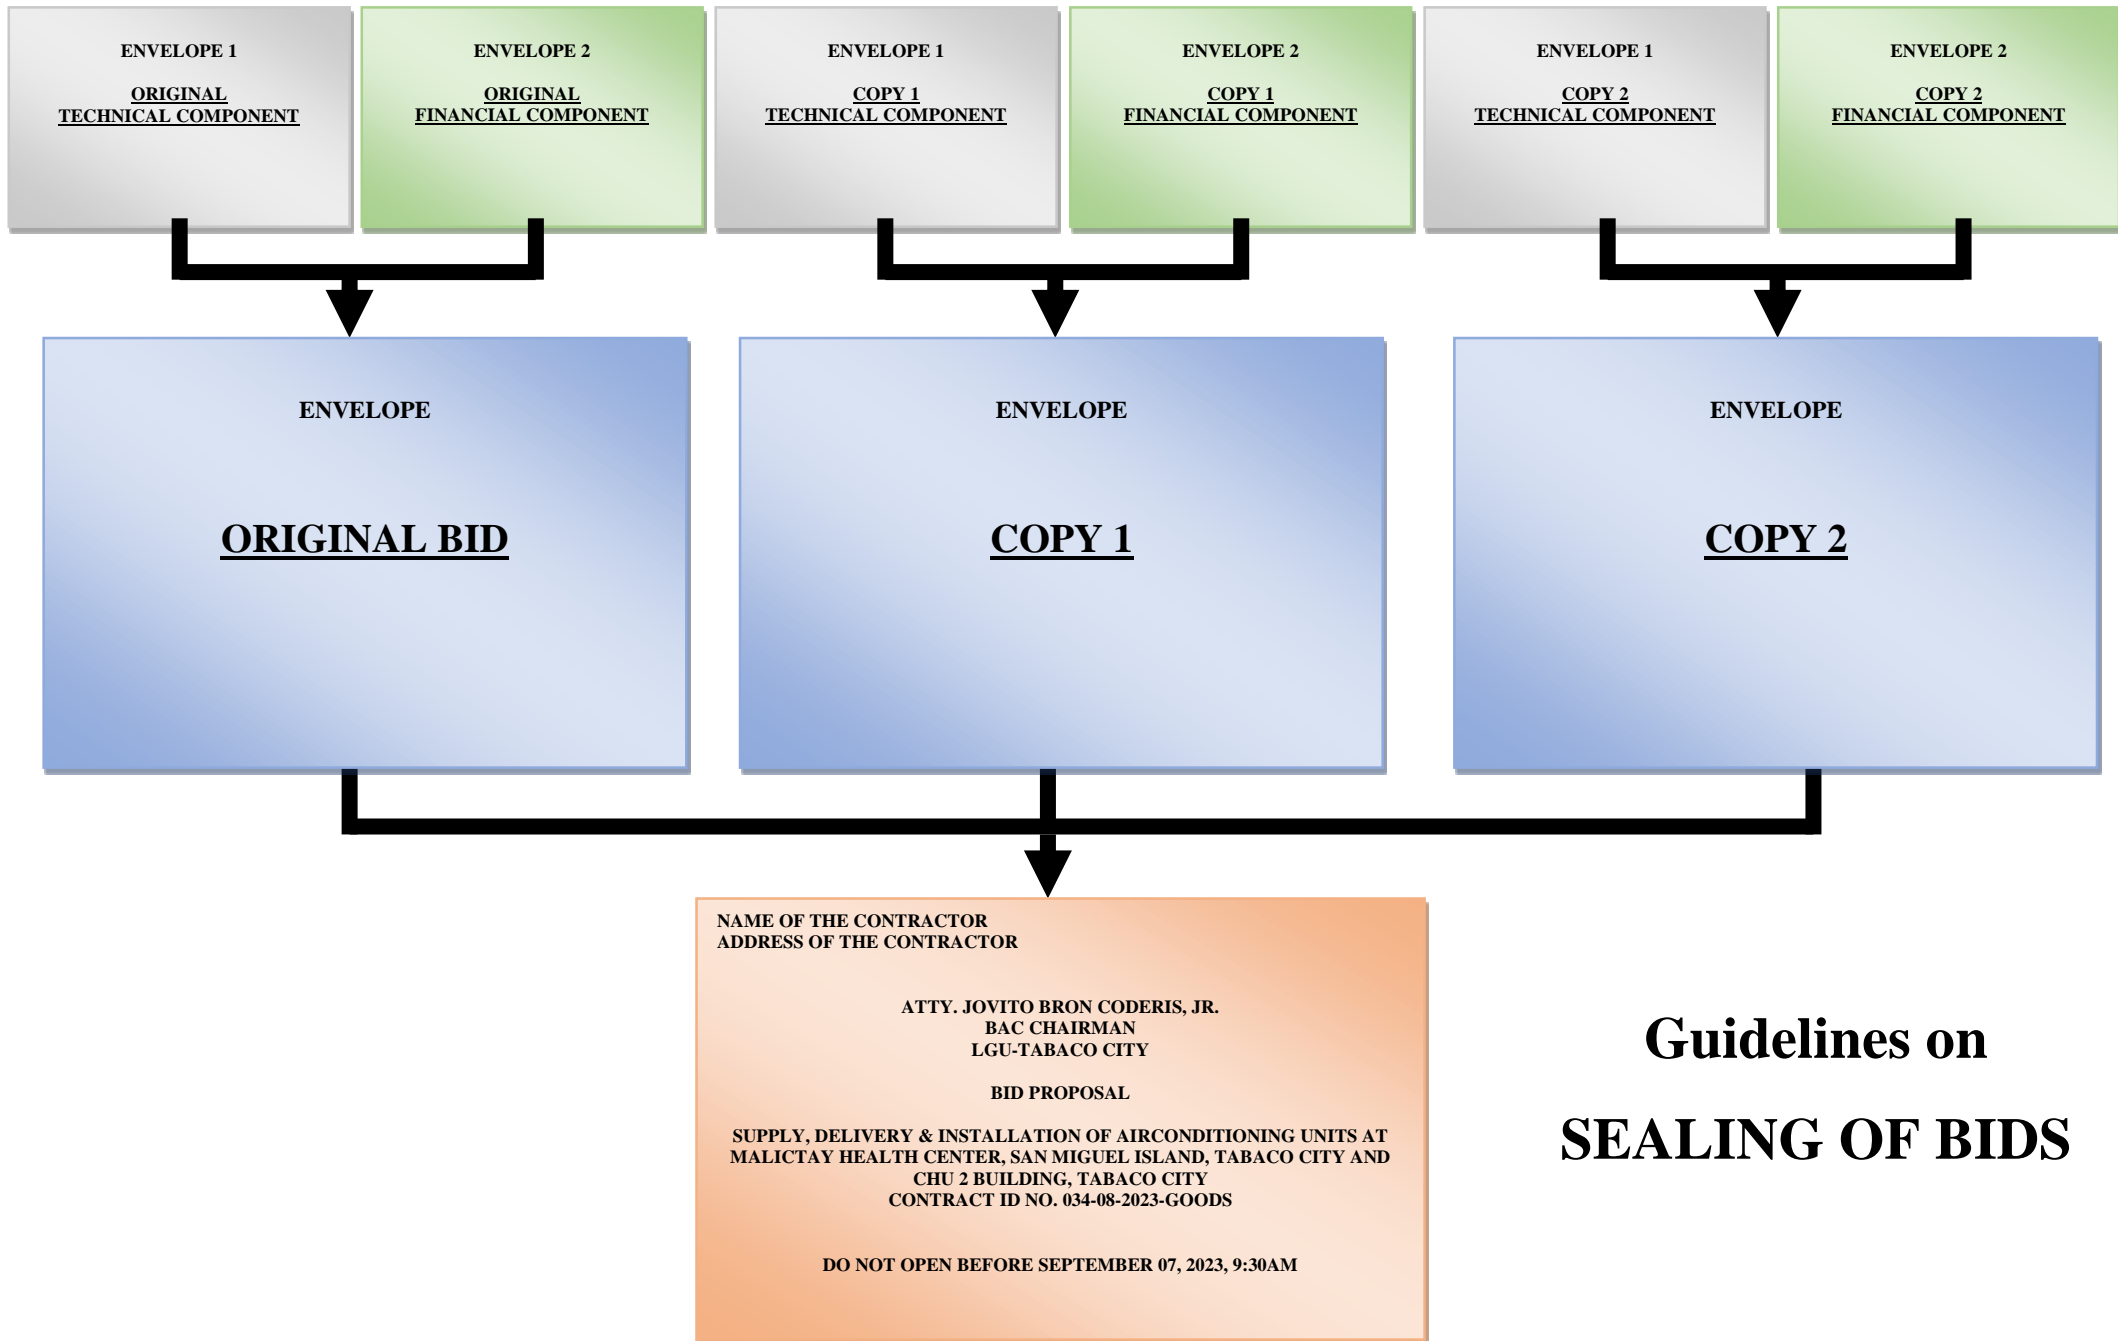 ENVELOPE 1
ORIGINAL
TECHNICAL COMPONENT
ENVELOPE 2
ORIGINAL
FINANCIAL COMPONENT
ENVELOPE 1
COPY 1
TECHNICAL COMPONENT
ENVELOPE 2
COPY 1
FINANCIAL COMPONENT
ENVELOPE 1
COPY 2
TECHNICAL COMPONENT
ENVELOPE 2
COPY 2
FINANCIAL COMPONENT
ENVELOPE
ORIGINAL BID
ENVELOPE
COPY 1
ENVELOPE
COPY 2
NAME OF THE CONTRACTOR
ADDRESS OF THE CONTRACTOR
ATTY. JOVITO BRON CODERIS, JR.
BAC CHAIRMAN
LGU-TABACO CITY
BID PROPOSAL
SUPPLY, DELIVERY & INSTALLATION OF AIRCONDITIONING UNITS AT
MALICTAY HEALTH CENTER, SAN MIGUEL ISLAND, TABACO CITY AND
CHU 2 BUILDING, TABACO CITY
CONTRACT ID NO. 034-08-2023-GOODS
DO NOT OPEN BEFORE SEPTEMBER 07, 2023, 9:30AM
Guidelines on
SEALING OF BIDS